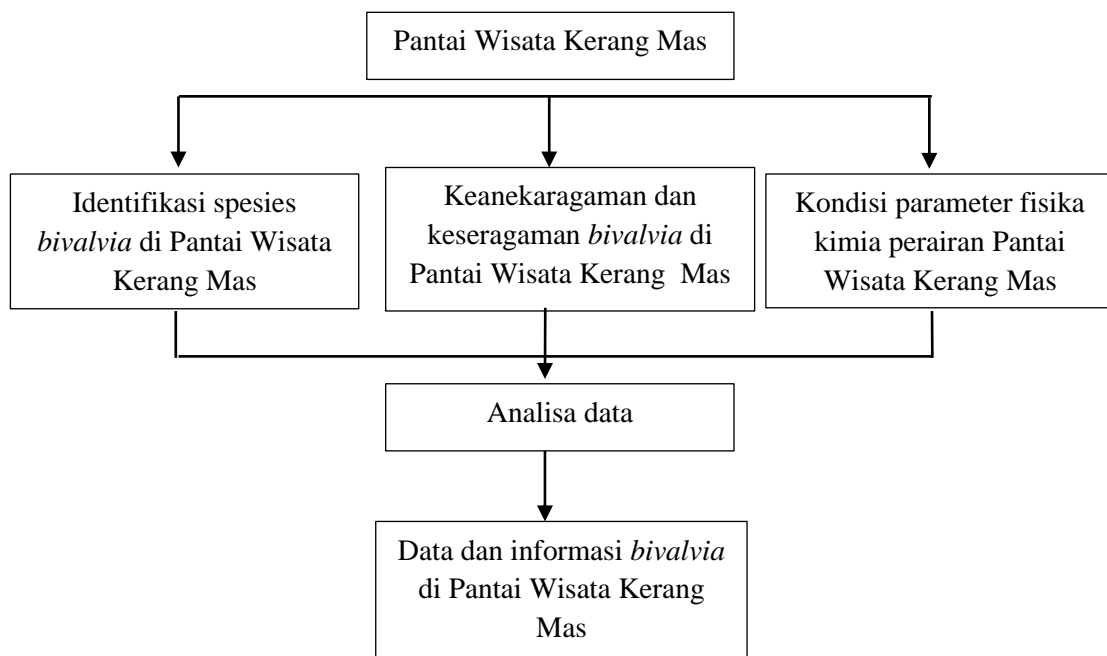 Pantai Wisata Kerang Mas
Identifikasi spesies
bivalvia di Pantai Wisata
Kerang Mas
Keanekaragaman dan
keseragaman bivalvia di
Pantai Wisata Kerang  Mas
Kondisi parameter fisika
kimia perairan Pantai
Wisata Kerang Mas
Analisa data
Data dan informasi bivalvia
di Pantai Wisata Kerang
Mas